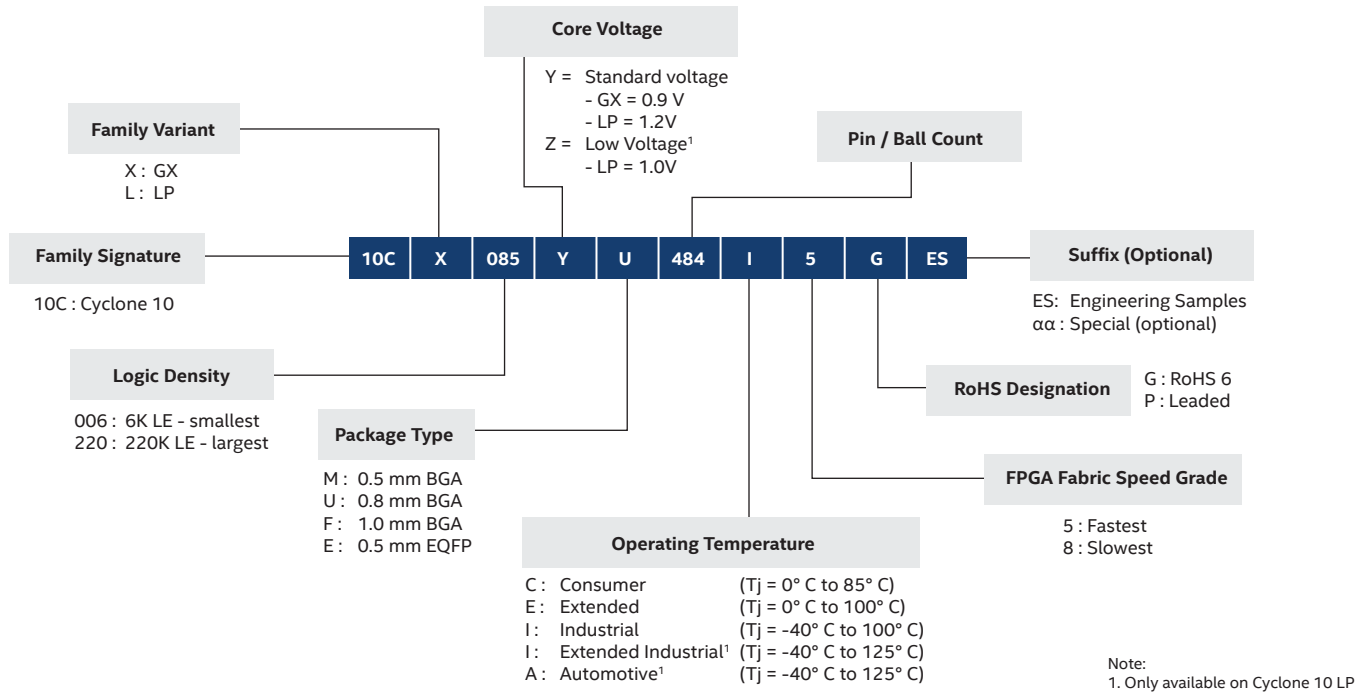 Core Voltage
Y = Standard voltage
- GX = 0.9 V
- LP = 1.2V
Z = Low Voltage¹
- LP = 1.0V
Family Variant
X : GX
L : LP
Pin / Ball Count
Family Signature
10C : Cyclone 10
10C X 085 Y U 484 I 5 G ES
Suffix (Optional)
ES: Engineering Samples
αα : Special (optional)
Logic Density
006 : 6K LE - smallest
220 : 220K LE - largest
Package Type
M : 0.5 mm BGA
U : 0.8 mm BGA
F : 1.0 mm BGA
E : 0.5 mm EQFP
RoHS Designation
G : RoHS 6
P : Leaded
FPGA Fabric Speed Grade
5 : Fastest
8 : Slowest
Operating Temperature
C : Consumer (Tj = 0° C to 85° C)
E : Extended (Tj = 0° C to 100° C)
I : Industrial (Tj = -40° C to 100° C)
I : Extended Industrial¹ (Tj = -40° C to 125° C)
A : Automotive¹ (Tj = -40° C to 125° C)
Note:
1. Only available on Cyclone 10 LP